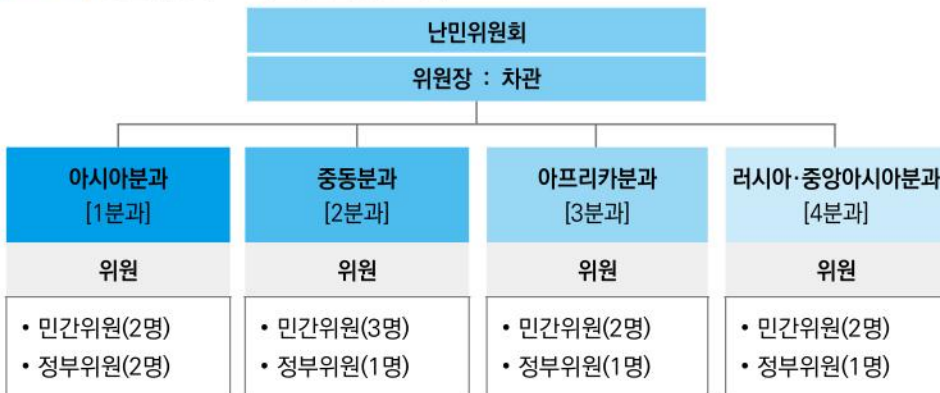 난민위원회
위원장 : 차관
아시아분과
[1분과]
위원
• 민간위원(2명)
• 정부위원(2명)
중동분과
[2분과]
위원
• 민간위원(3명)
• 정부위원(1명)
아프리카분과
[3분과]
위원
• 민간위원(2명)
• 정부위원(1명)
러시아·중앙아시아분과
[4분과]
위원
• 민간위원(2명)
• 정부위원(1명)